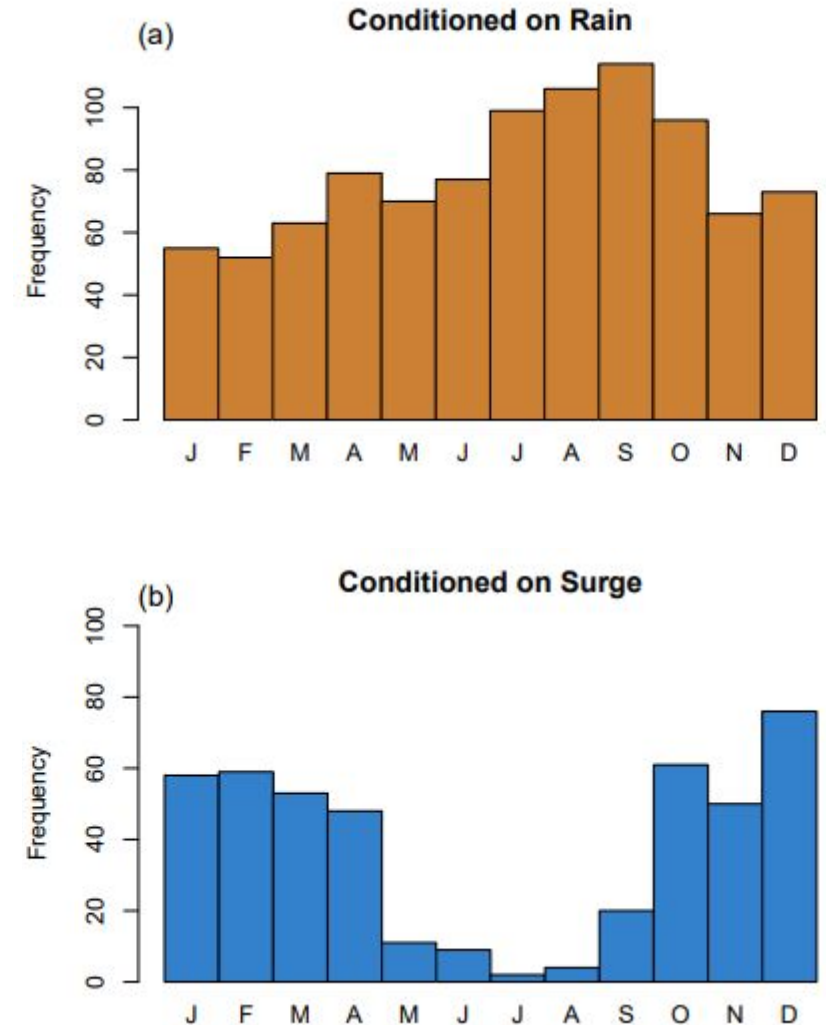 (a)
Conditioned on Rain
Frequency
100
80
60
40
20
0
J F M A M J J A S O N D
(b)
Conditioned on Surge
Frequency
100
80
60
40
20
0
J F M A M J J A S O N D